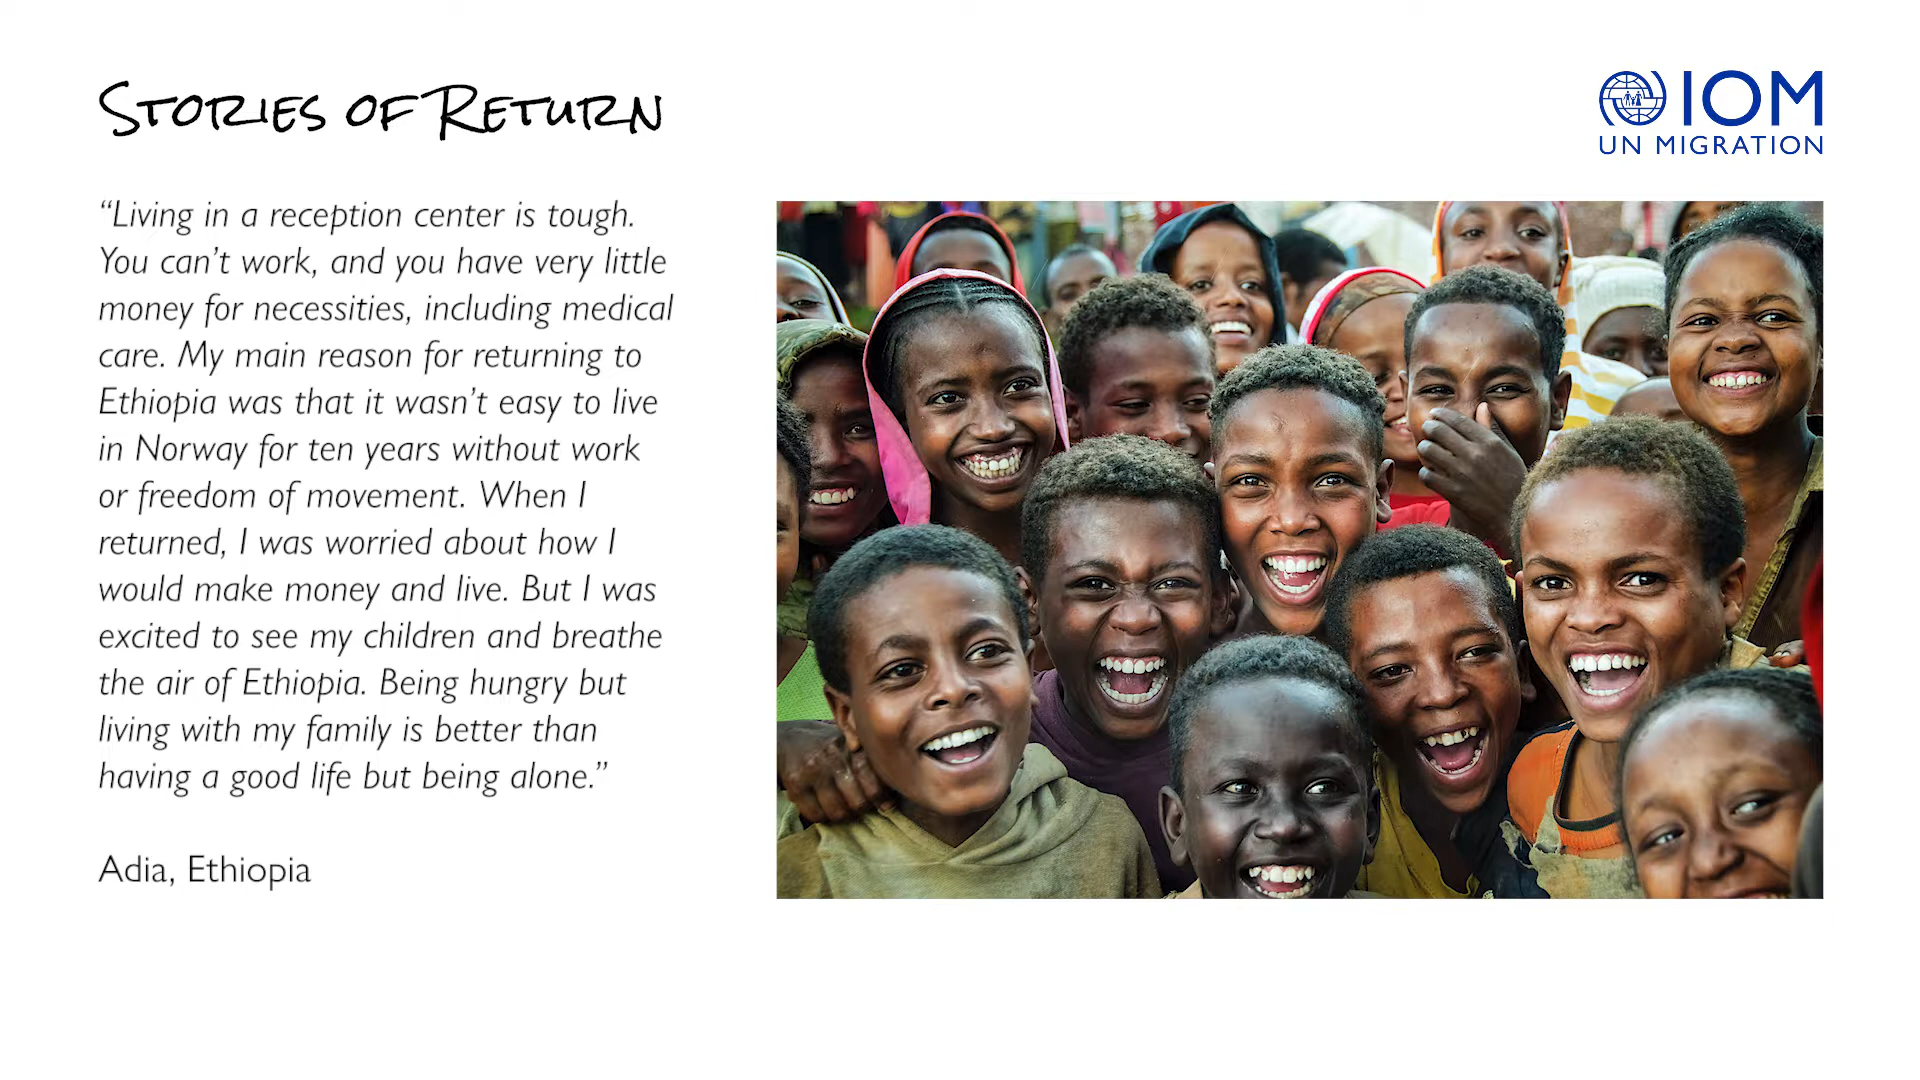 Stories of Return
IOM
UN MIGRATION
“Living in a reception center is tough.
You can’t work, and you have very little
money for necessities, including medical
care. My main reason for returning to
Ethiopia was that it wasn’t easy to live
in Norway for ten years without work
or freedom of movement. When I
returned, I was worried about how I
would make money and live. But I was
excited to see my children and breathe
the air of Ethiopia. Being hungry but
living with my family is better than
having a good life but being alone.”
Adia, Ethiopia